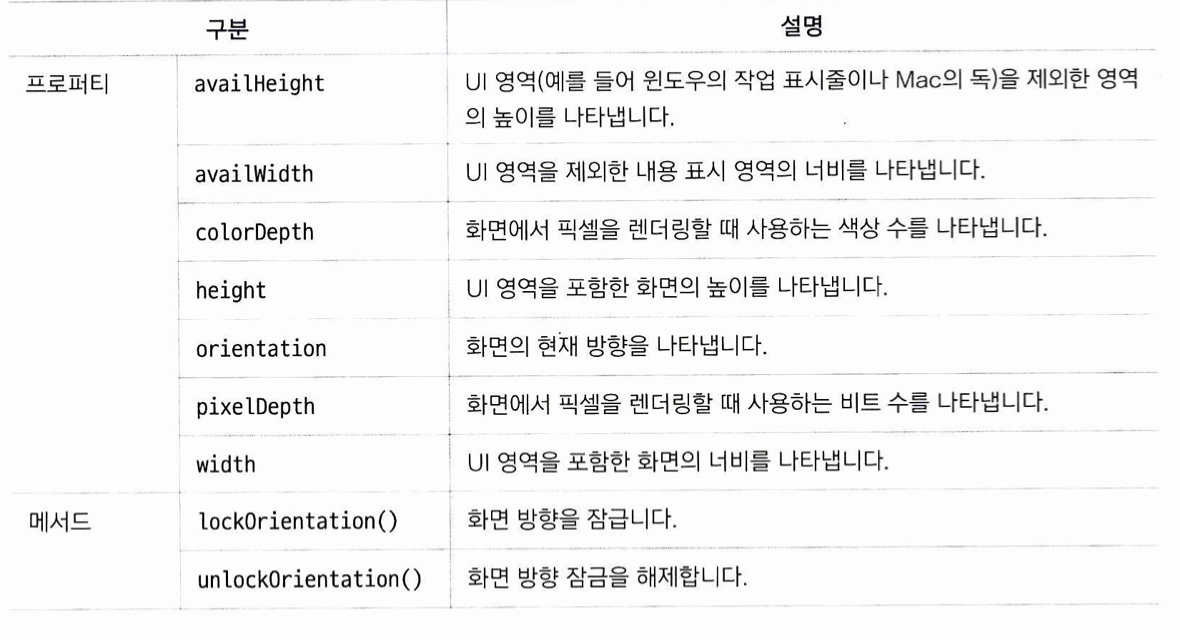 구분 설명
프로퍼티 availHeight UI 영역(예를 들어 윈도우의 작업 표시줄이나 Mac의 독)을 제외한 영역
의 높이를 나타냅니다.
availWidth UI 영역을 제외한 내용 표시 영역의 너비를 나타냅니다.
colorDepth 화면에서 픽셀을 렌더링할 때 사용하는 색상 수를 나타냅니다.
height UI 영역을 포함한 화면의 높이를 나타냅니다.
orientation 화면의 현재 방향을 나타냅니다.
pixelDepth 화면에서 픽셀을 렌더링할 때 사용하는 비트 수를 나타냅니다.
width UI 영역을 포함한 화면의 너비를 나타냅니다.
메서드 lockOrientation() 화면 방향을 잠급니다.
unlockOrientation() 화면 방향 잠금을 해제합니다.